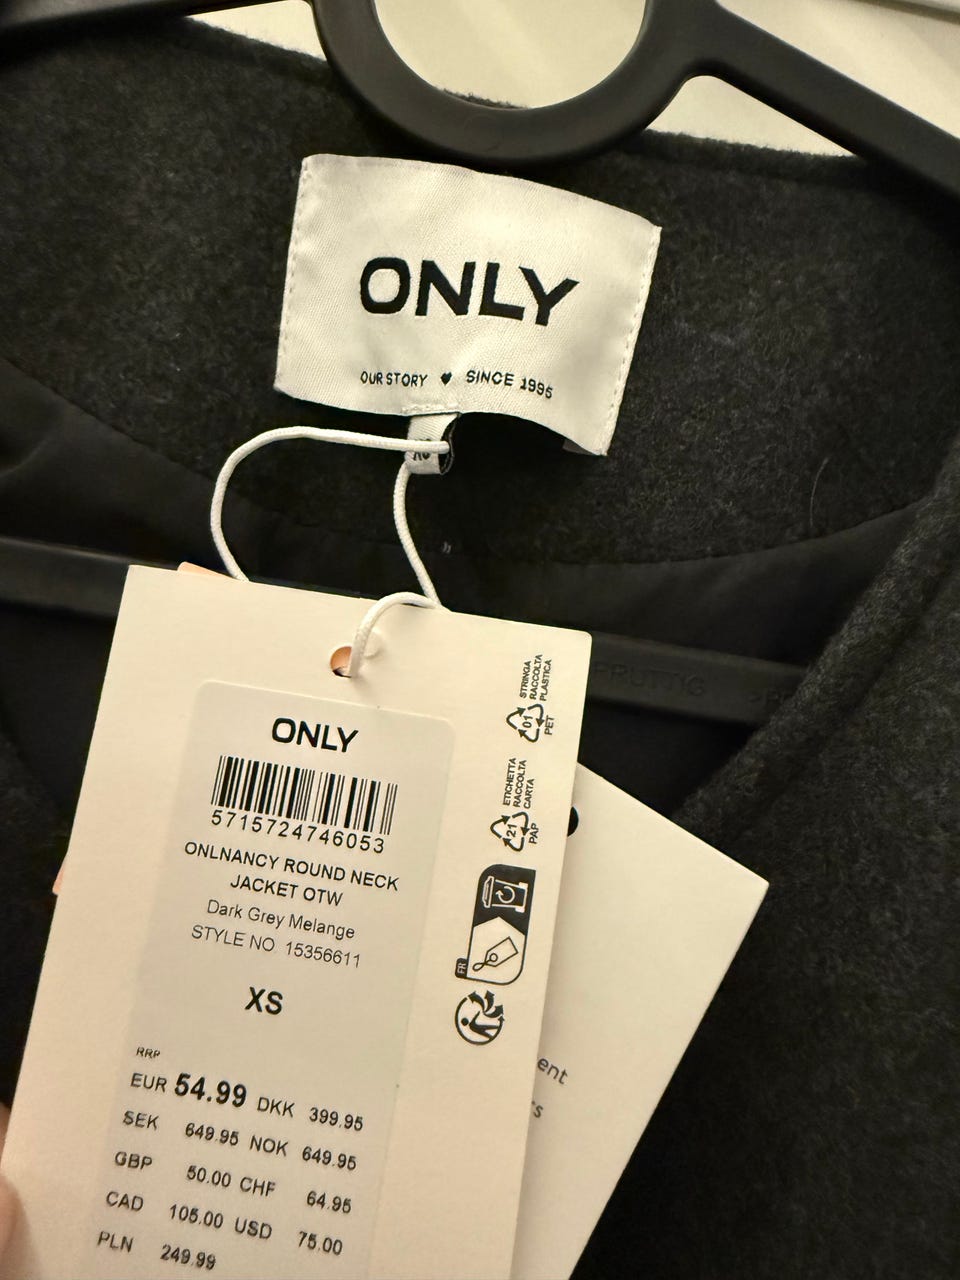 ONLY
OUR STORY ♥ SINCE 1995
XS
ONLY
5715724746053
ONLNANCY ROUND NECK
JACKET OTW
Dark Grey Melange
STYLE NO. 15356611
XS
RRP
EUR 54.99 DKK 399.95
SEK 649.95 NOK 649.95
GBP 50.00 CHF 64.95
CAD 105.00 USD 75.00
PLN 249.99
STRINGA
RACCOLTA
PLASTICA
01
PET
ETICHETTA
RACCOLTA
CARTA
21
PAP
FR
ent